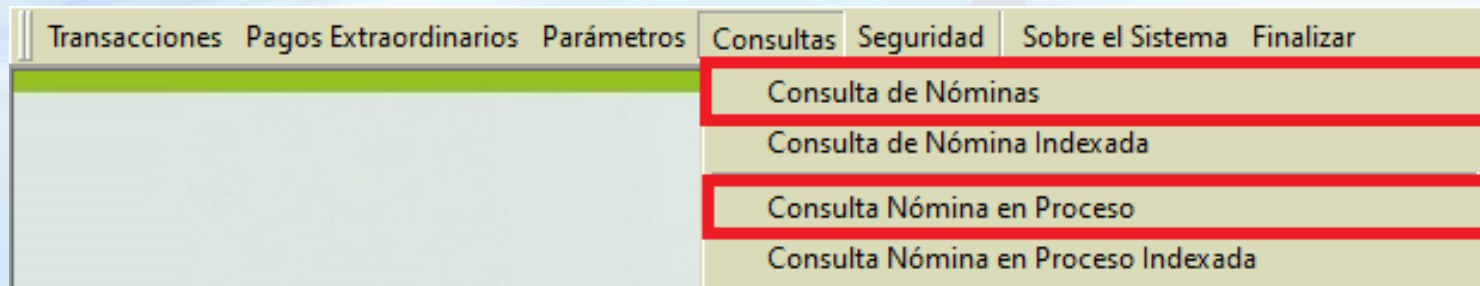 Transacciones Pagos Extraordinarios Parámetros Consultas Seguridad Sobre el Sistema Finalizar
Consulta de Nóminas
Consulta de Nómina Indexada
Consulta Nómina en Proceso
Consulta Nómina en Proceso Indexada